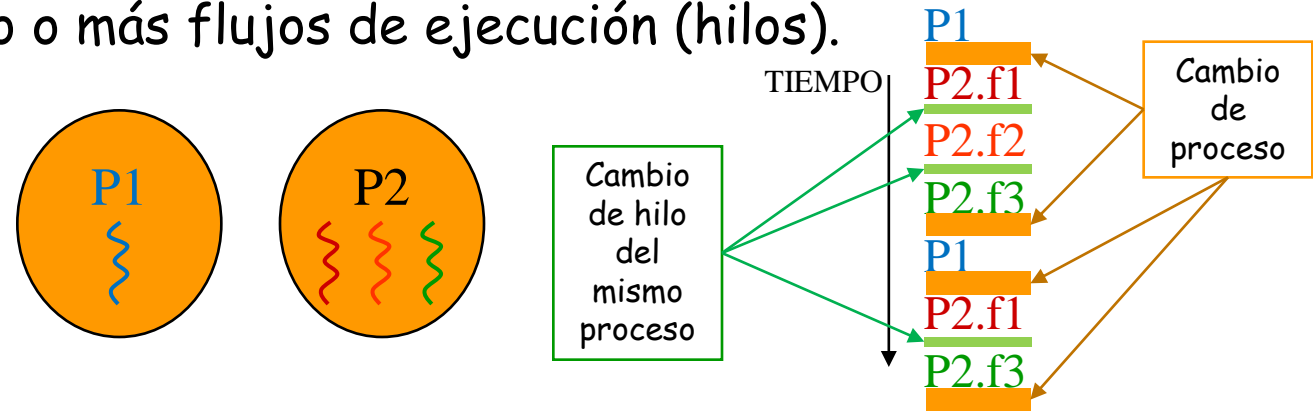 o más flujos de ejecución (hilos).
P1
P2
Cambio
de hilo
del
mismo
proceso
TIEMPO
P1
P2.f1
P2.f2
P2.f3
P1
P2.f1
P2.f3
Cambio
de
proceso